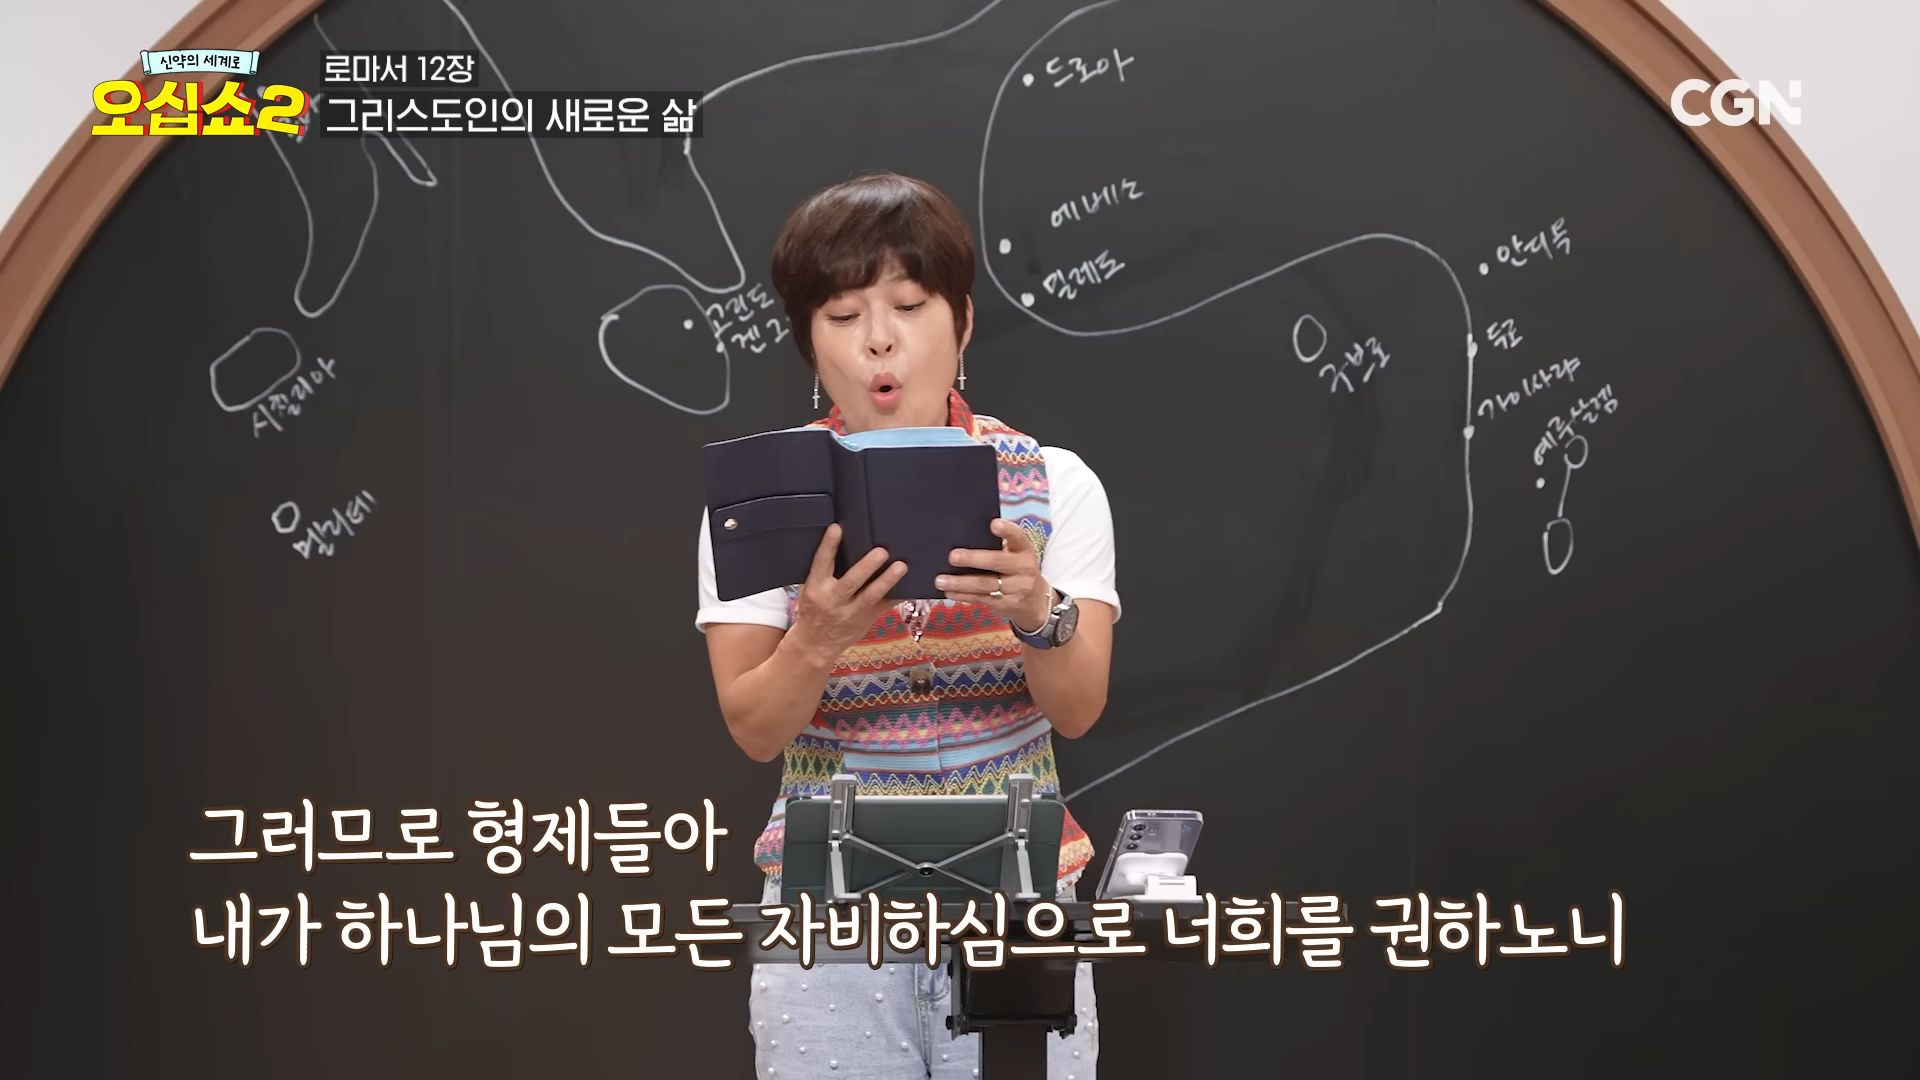 신약의 세계로
오십쇼2
로마서 12장
그리스도인의 새로운 삶
CGN
드로아
에베소
밀레도
안디옥
고린도
겐그
두로
구브로
가이사랴
예루살렘
시칠리아
멜리데
그러므로 형제들아
내가 하나님의 모든 자비하심으로 너희를 권하노니